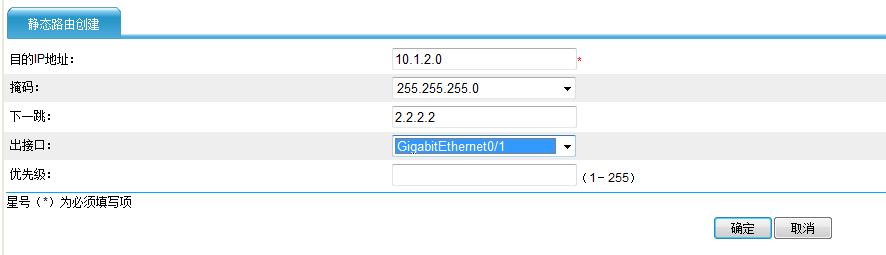 静态路由创建
目的IP地址： 10.1.2.0 *
掩码： 255.255.255.0
下一跳： 2.2.2.2
出接口： GigabitEthernet0/1
优先级： （1－255）
星号（*）为必须填写项
确定 取消